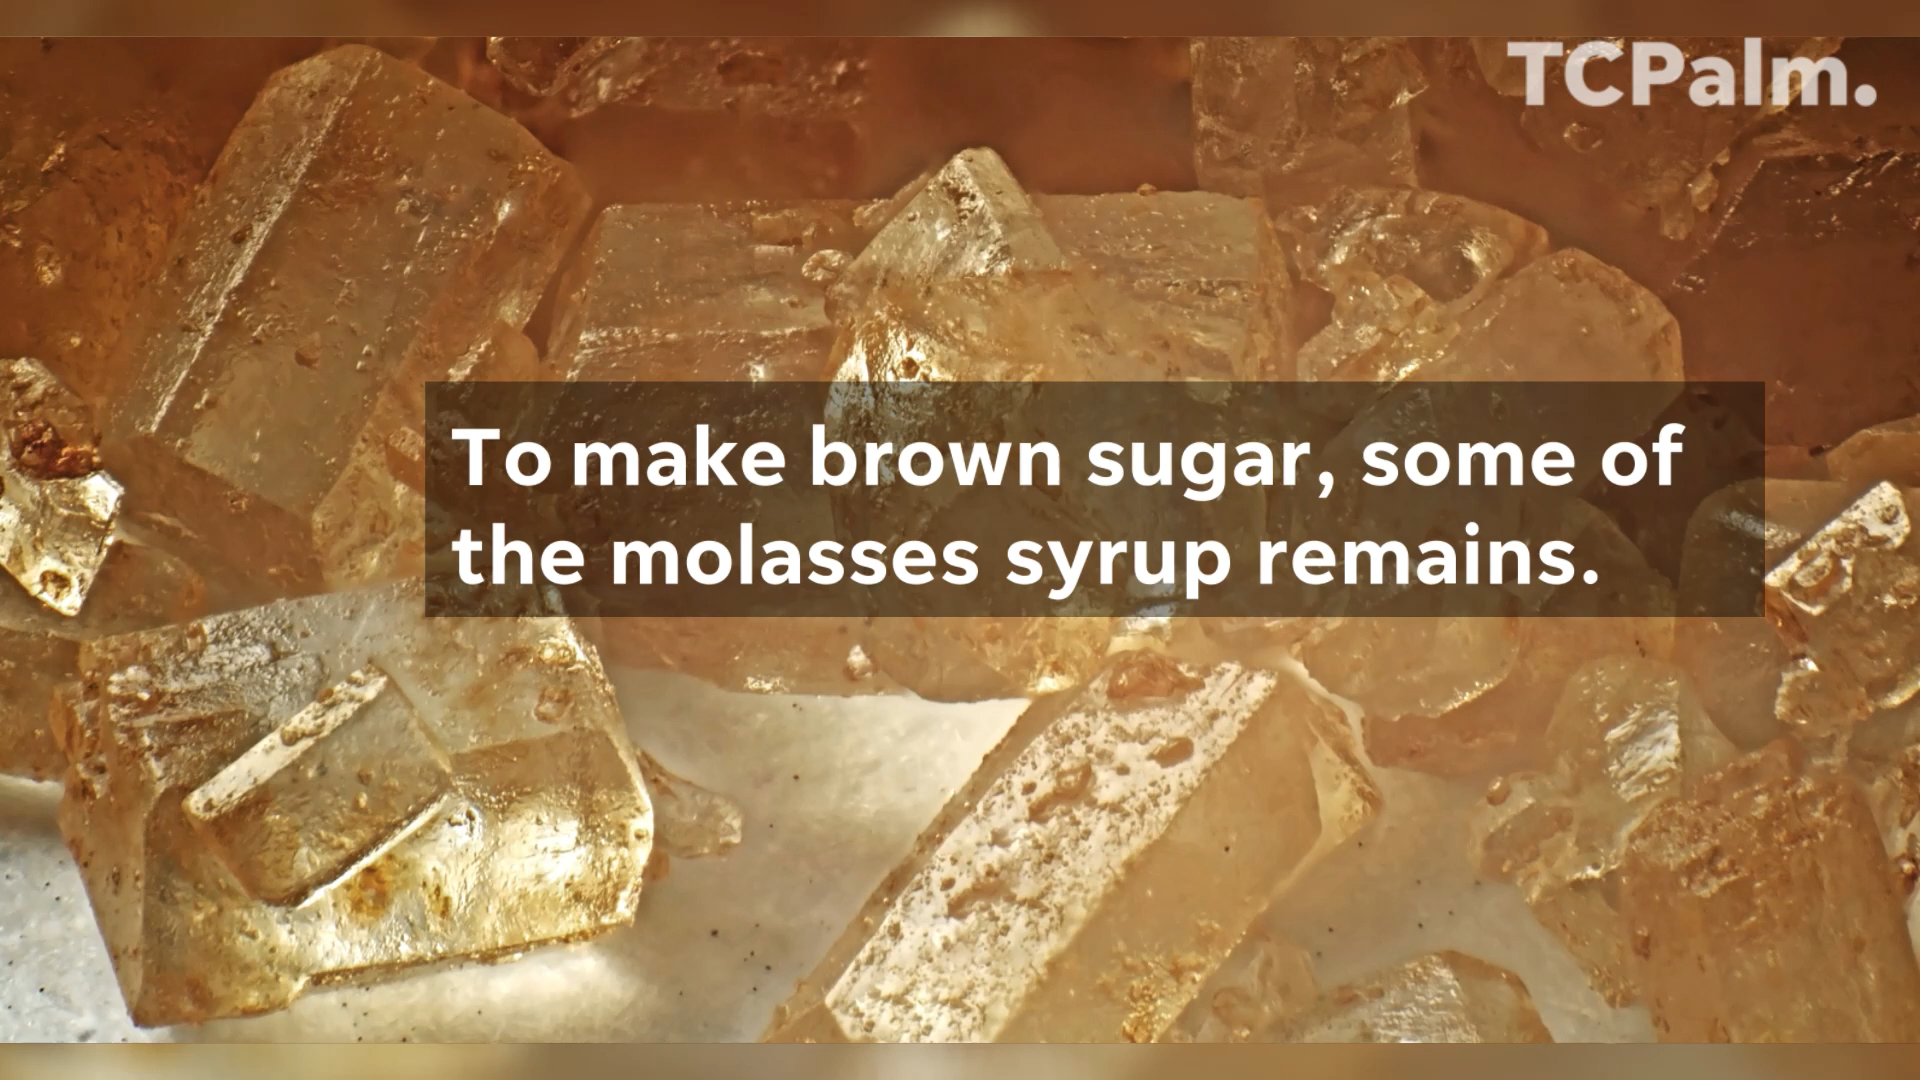 TCPalm.
To make brown sugar, some of
the molasses syrup remains.